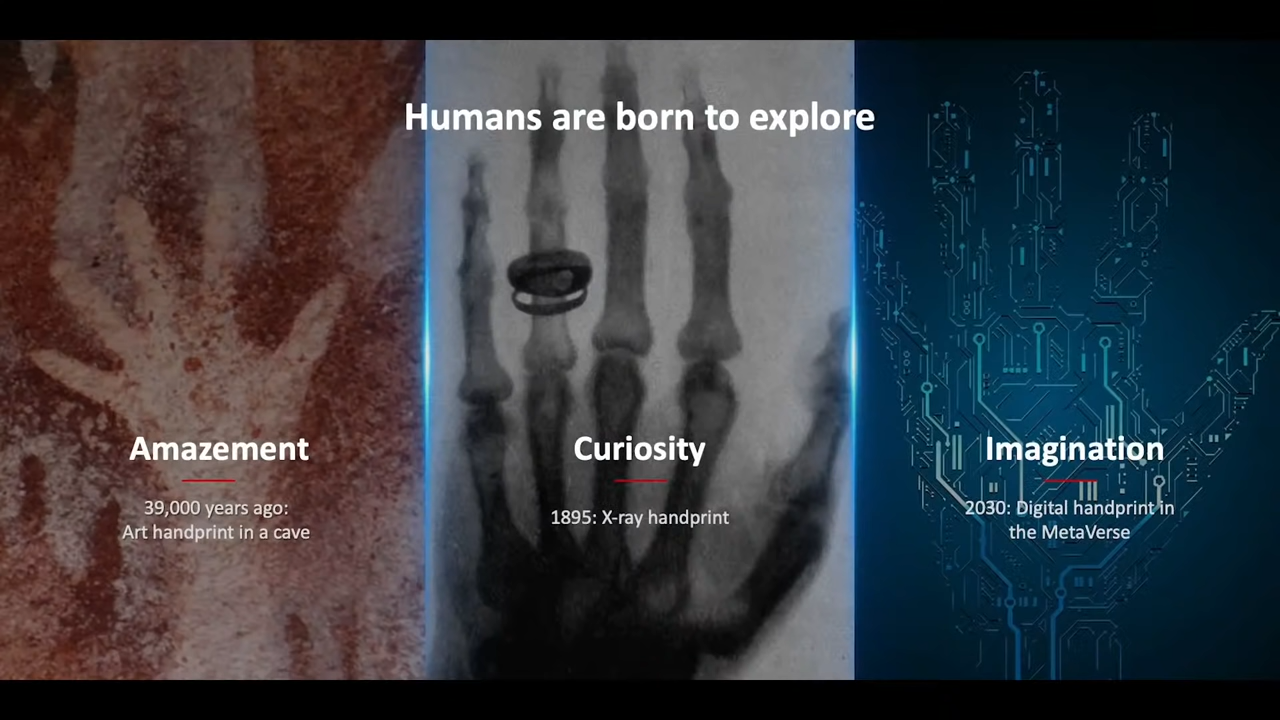 Humans are born to explore
Amazement
39,000 years ago:
Art handprint in a cave
Curiosity
1895: X-ray handprint
Imagination
2030: Digital handprint in
the MetaVerse